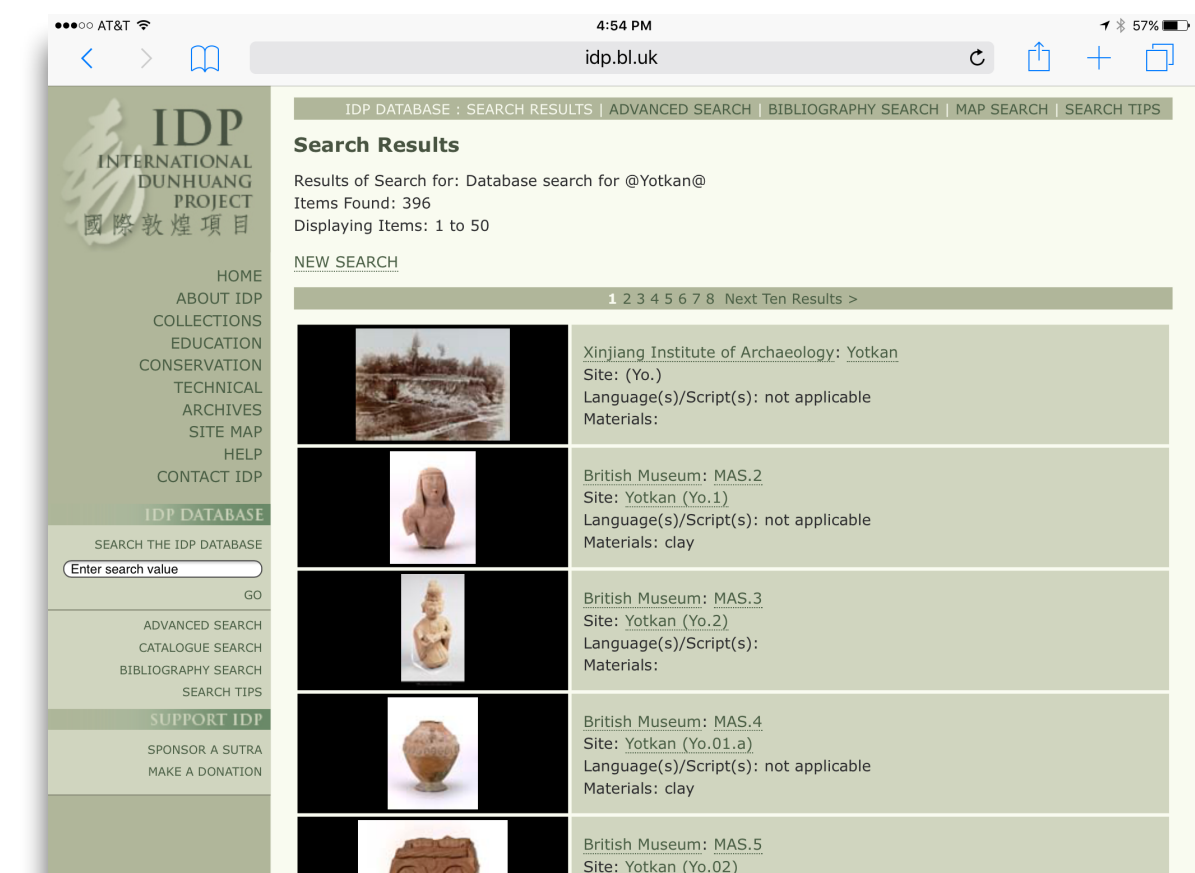 AT&T
4:54 PM
57%
idp.bl.uk
IDP
INTERNATIONAL
DUNHUANG
PROJECT
國際敦煌項目
HOME
ABOUT IDP
COLLECTIONS
EDUCATION
CONSERVATION
TECHNICAL
ARCHIVES
SITE MAP
HELP
CONTACT IDP
IDP DATABASE
SEARCH THE IDP DATABASE
Enter search value
GO
ADVANCED SEARCH
CATALOGUE SEARCH
BIBLIOGRAPHY SEARCH
SEARCH TIPS
SUPPORT IDP
SPONSOR A SUTRA
MAKE A DONATION
IDP DATABASE : SEARCH RESULTS | ADVANCED SEARCH | BIBLIOGRAPHY SEARCH | MAP SEARCH | SEARCH TIPS
Search Results
Results of Search for: Database search for @Yotkan@
Items Found: 396
Displaying Items: 1 to 50
NEW SEARCH
1 2 3 4 5 6 7 8 Next Ten Results >
Xinjiang Institute of Archaeology: Yotkan
Site: (Yo.)
Language(s)/Script(s): not applicable
Materials:
British Museum: MAS.2
Site: Yotkan (Yo.1)
Language(s)/Script(s): not applicable
Materials: clay
British Museum: MAS.3
Site: Yotkan (Yo.2)
Language(s)/Script(s):
Materials:
British Museum: MAS.4
Site: Yotkan (Yo.01.a)
Language(s)/Script(s): not applicable
Materials: clay
British Museum: MAS.5
Site: Yotkan (Yo.02)